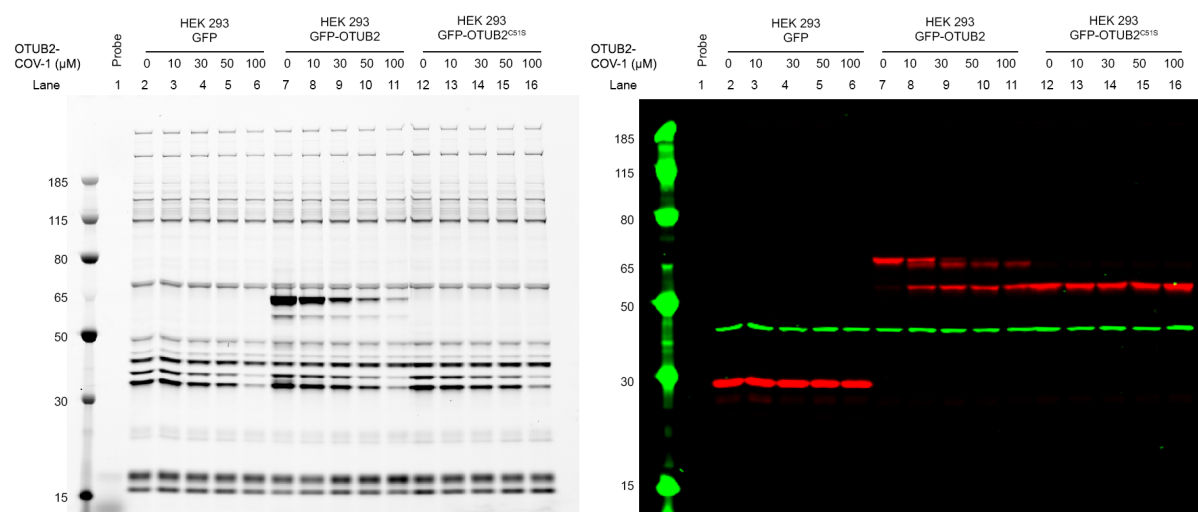 HEK 293 HEK 293 HEK 293
GFP GFP-OTUB2 GFP-OTUB2C51S
OTUB2-
COV-1 (µM) Probe 0 10 30 50 100 0 10 30 50 100 0 10 30 50 100
Lane 1 2 3 4 5 6 7 8 9 10 11 12 13 14 15 16
185
115
80
65
50
30
15
HEK 293 HEK 293 HEK 293
GFP GFP-OTUB2 GFP-OTUB2C51S
OTUB2-
COV-1 (µM) Probe 0 10 30 50 100 0 10 30 50 100 0 10 30 50 100
Lane 1 2 3 4 5 6 7 8 9 10 11 12 13 14 15 16
185
115
80
65
50
30
15